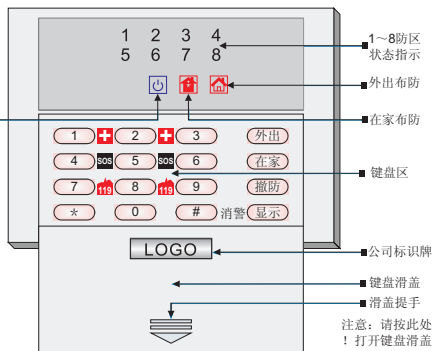 1 2 3 4
5 6 7 8
1～8防区
状态指示
外出布防
在家布防
1 2 3 外出
4 SOS 5 SOS 6 在家
键盘区
7 119 8 119 9 撤防
* 0 # 消警 显示
LOGO
公司标识牌
键盘滑盖
滑盖提手
注意：请按此处
！打开键盘滑盖